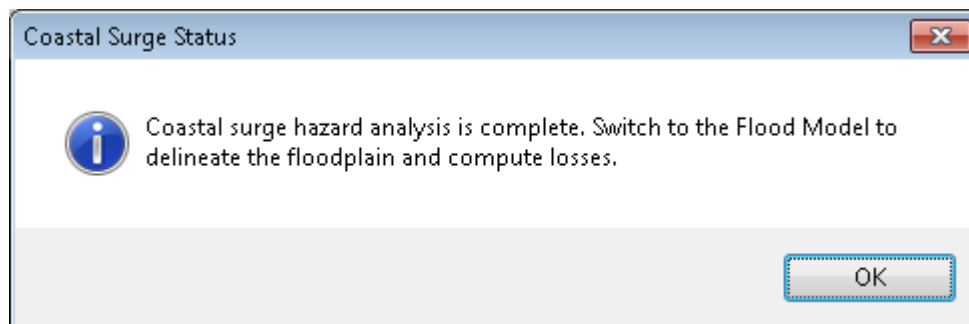 Coastal Surge Status
Coastal surge hazard analysis is complete. Switch to the Flood Model to
delineate the floodplain and compute losses.
OK